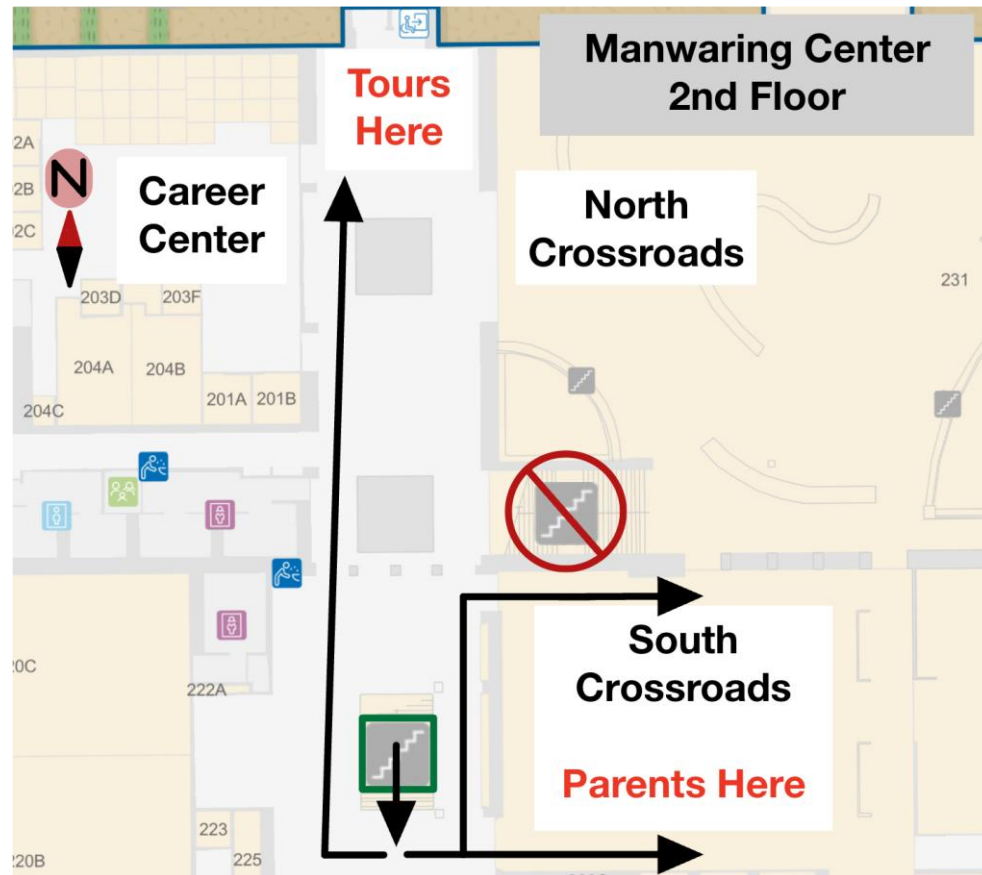 Manwaring Center
2nd Floor
Tours
Here
N
Career
Center
North
Crossroads
203D
203F
231
204A
204B
201A
201B
204C
South
Crossroads
222A
Parents Here
223
225
220B